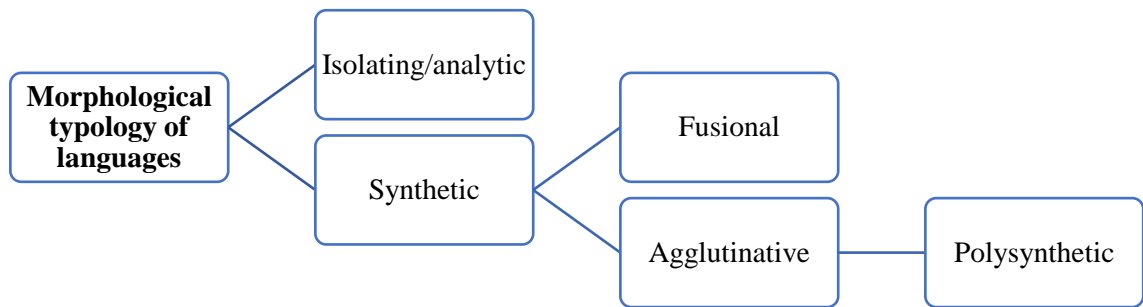 Morphological
typology of
languages
Isolating/analytic
Synthetic
Fusional
Agglutinative
Polysynthetic